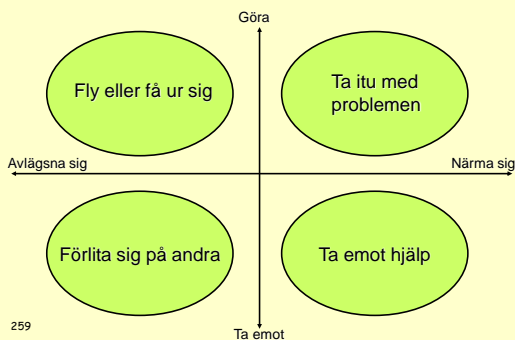 Göra
Fly eller få ur sig
Ta itu med
problemen
Avlägsna sig
Närma sig
Förlita sig på andra
Ta emot hjälp
259
Ta emot